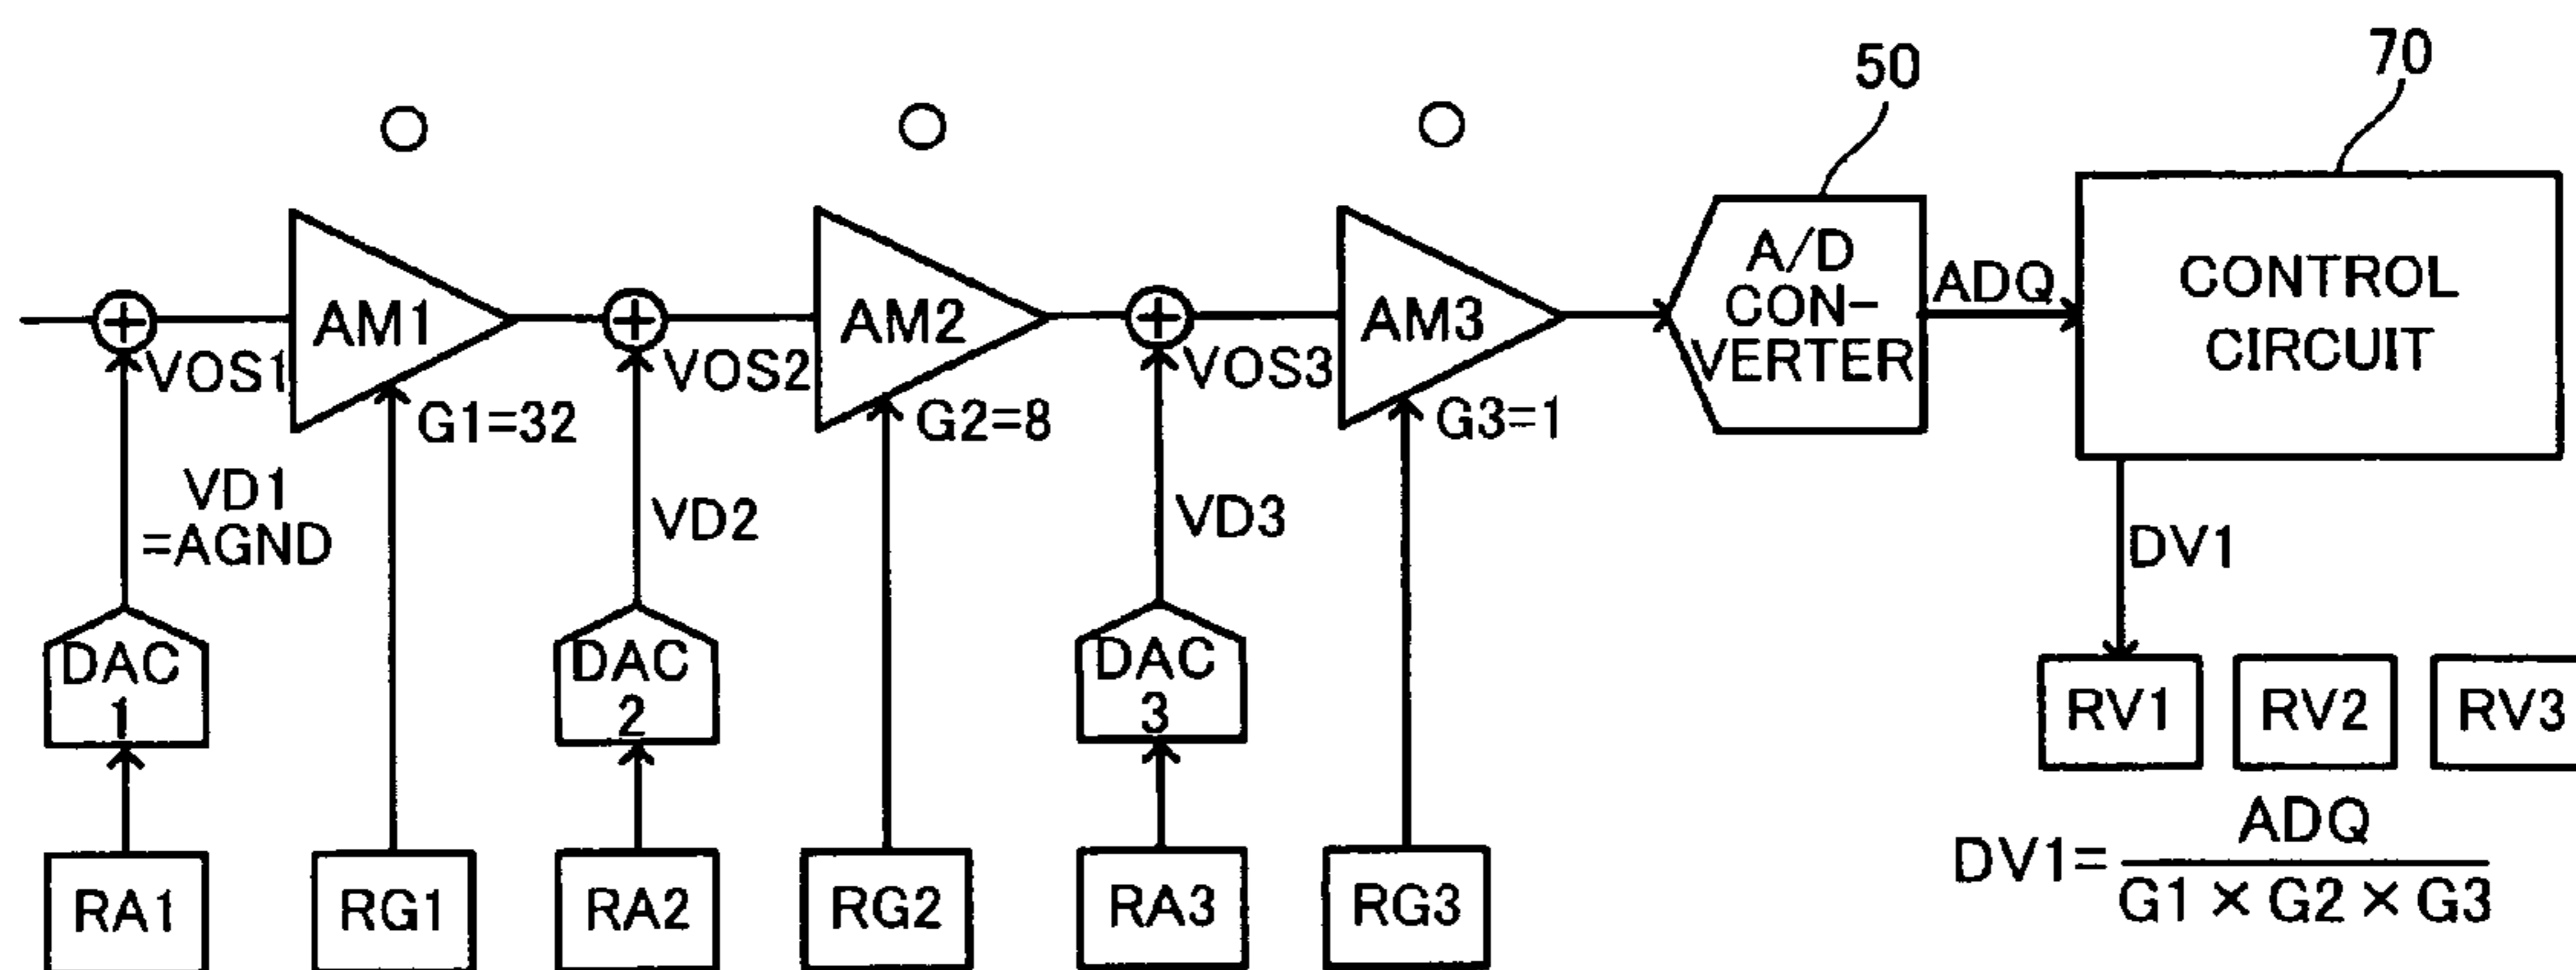 50
70
AM1
AM2
AM3
A/D
CON-
VERTER
ADQ
CONTROL
CIRCUIT
VOS1
VOS2
VOS3
G1=32
G2=8
G3=1
VD1
=AGND
VD2
VD3
DV1
DAC
1
DAC
2
DAC
3
RV1
RV2
RV3
RA1
RG1
RA2
RG2
RA3
RG3
DV1= ADQ
G1 × G2 × G3